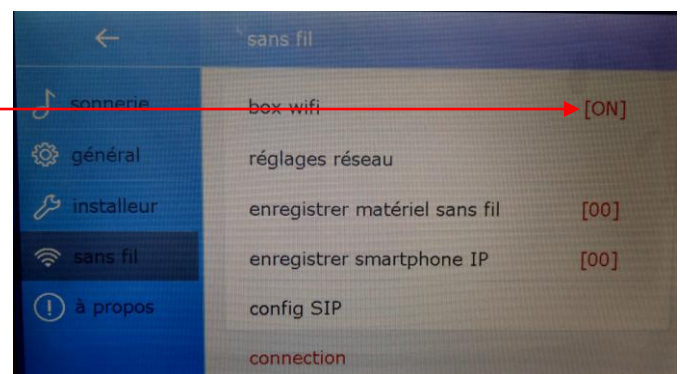 sans fil
sonnerie
box wifi [ON]
général
réglages réseau
installeur
enregistrer matériel sans fil [00]
sans fil
enregistrer smartphone IP [00]
à propos
config SIP
connection